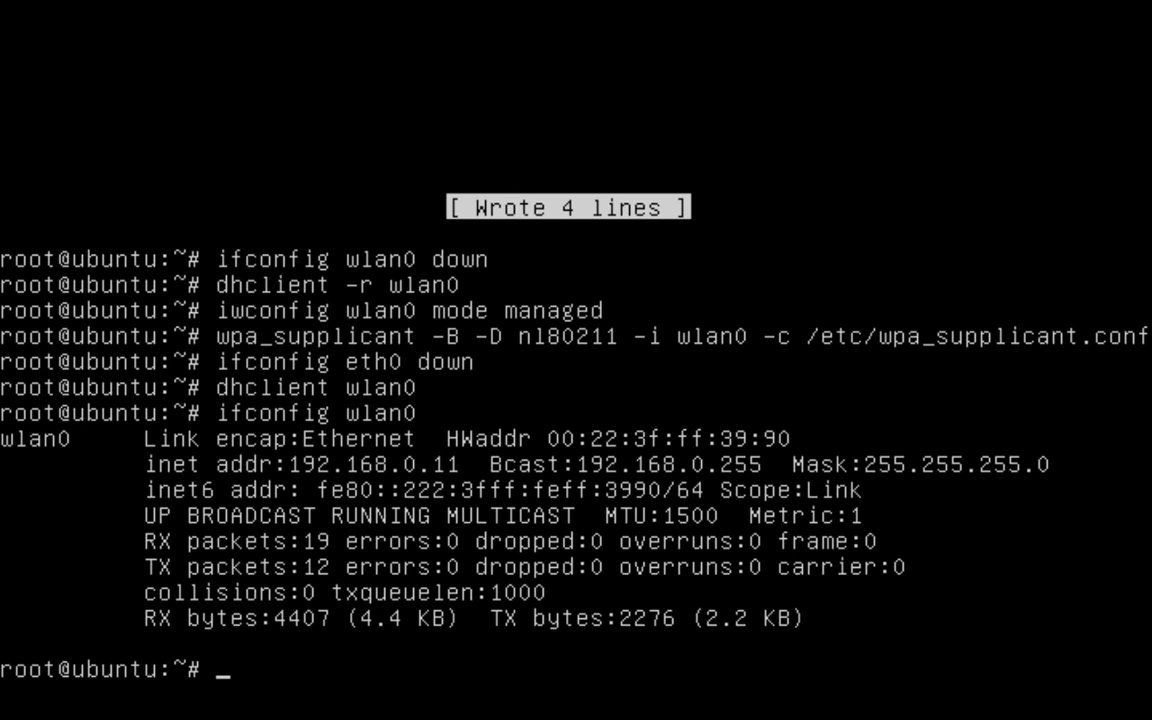 [ Wrote 4 lines ]
root@ubuntu:~# ifconfig wlan0 down
root@ubuntu:~# dhclient -r wlan0
root@ubuntu:~# iwconfig wlan0 mode managed
root@ubuntu:~# wpa_supplicant -B -D nl80211 -i wlan0 -c /etc/wpa_supplicant.conf
root@ubuntu:~# ifconfig eth0 down
root@ubuntu:~# dhclient wlan0
root@ubuntu:~# ifconfig wlan0
wlan0     Link encap:Ethernet  HWaddr 00:22:3f:ff:39:90
          inet addr:192.168.0.11  Bcast:192.168.0.255  Mask:255.255.255.0
          inet6 addr: fe80::222:3fff:feff:3990/64 Scope:Link
          UP BROADCAST RUNNING MULTICAST  MTU:1500  Metric:1
          RX packets:19 errors:0 dropped:0 overruns:0 frame:0
          TX packets:12 errors:0 dropped:0 overruns:0 carrier:0
          collisions:0 txqueuelen:1000
          RX bytes:4407 (4.4 KB)  TX bytes:2276 (2.2 KB)
root@ubuntu:~# _